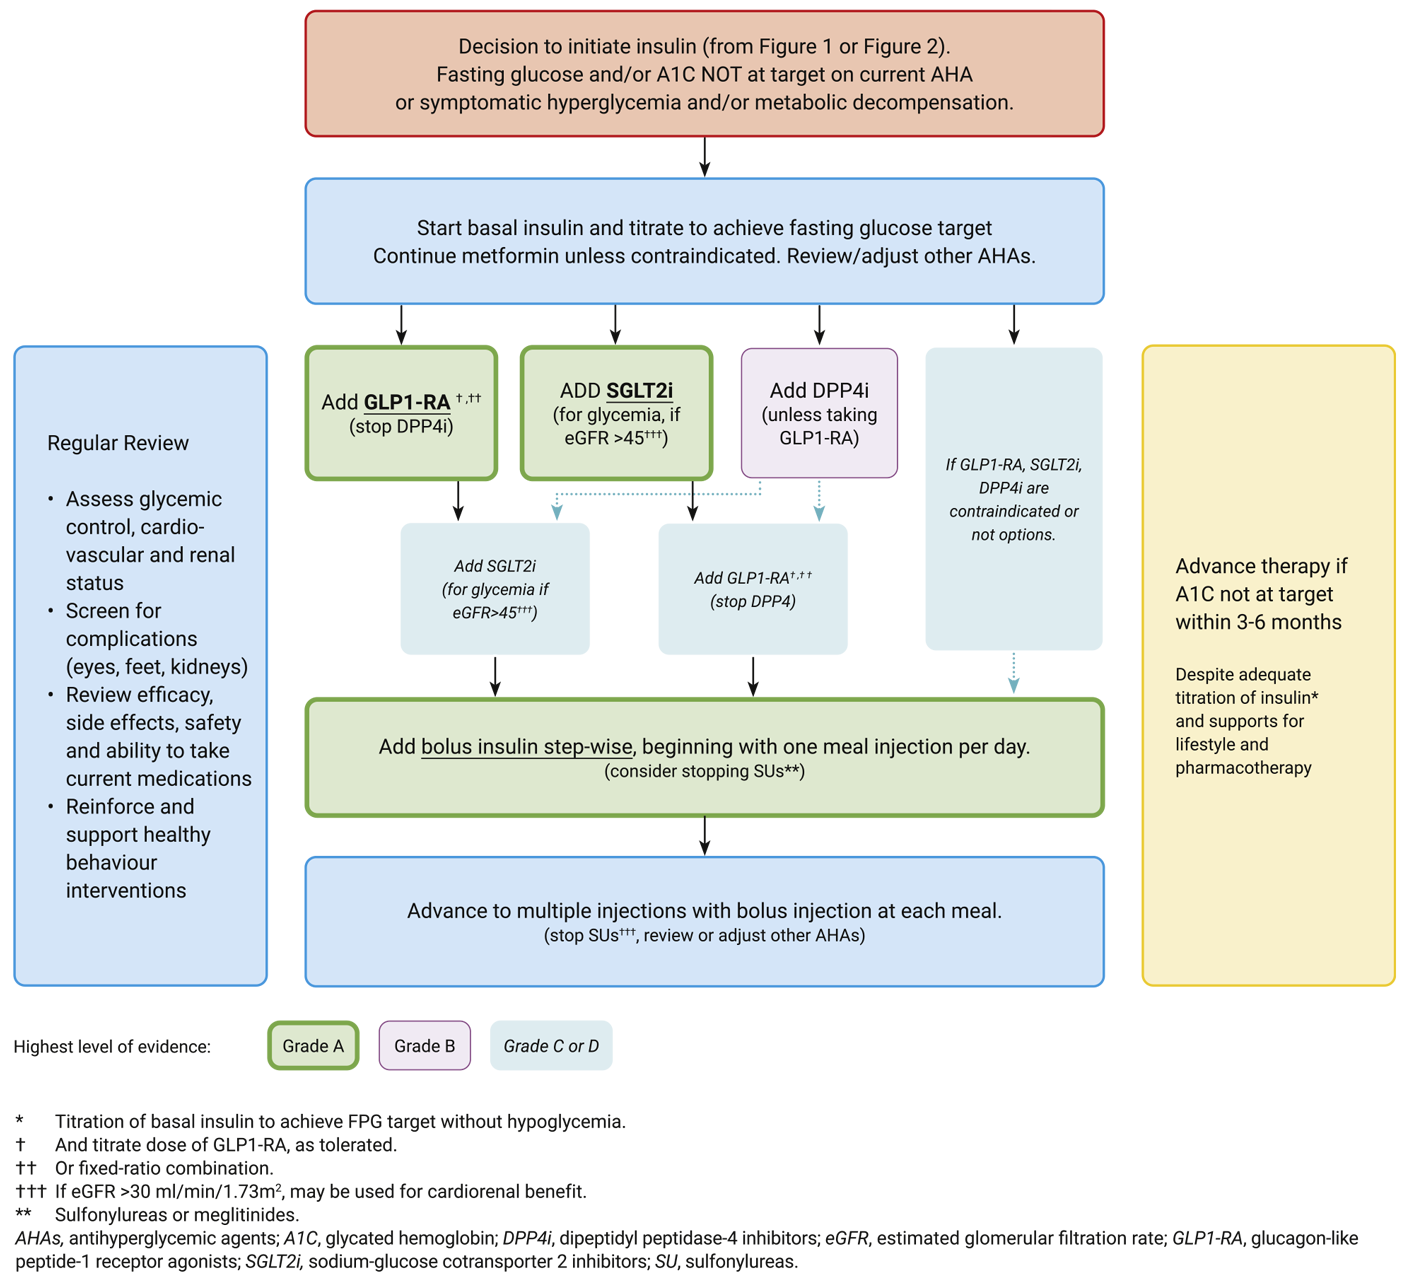 Decision to initiate insulin (from Figure 1 or Figure 2).
Fasting glucose and/or A1C NOT at target on current AHA
or symptomatic hyperglycemia and/or metabolic decompensation.
Start basal insulin and titrate to achieve fasting glucose target
Continue metformin unless contraindicated. Review/adjust other AHAs.
Regular Review
• Assess glycemic
control, cardio-
vascular and renal
status
• Screen for
complications
(eyes, feet, kidneys)
• Review efficacy,
side effects, safety
and ability to take
current medications
• Reinforce and
support healthy
behaviour
interventions
Add GLP1-RA †,††
(stop DPP4i)
ADD SGLT2i
(for glycemia, if
eGFR >45†††)
Add DPP4i
(unless taking
GLP1-RA)
If GLP1-RA, SGLT2i,
DPP4i are
contraindicated or
not options.
Add SGLT2i
(for glycemia if
eGFR>45†††)
Add GLP1-RA†,††
(stop DPP4)
Add bolus insulin step-wise, beginning with one meal injection per day.
(consider stopping SUs**)
Advance to multiple injections with bolus injection at each meal.
(stop SUs†††, review or adjust other AHAs)
Advance therapy if
A1C not at target
within 3-6 months
Despite adequate
titration of insulin*
and supports for
lifestyle and
pharmacotherapy
Highest level of evidence: Grade A Grade B Grade C or D
* Titration of basal insulin to achieve FPG target without hypoglycemia.
† And titrate dose of GLP1-RA, as tolerated.
†† Or fixed-ratio combination.
††† If eGFR >30 ml/min/1.73m², may be used for cardiorenal benefit.
** Sulfonylureas or meglitinides.
AHAs, antihyperglycemic agents; A1C, glycated hemoglobin; DPP4i, dipeptidyl peptidase-4 inhibitors; eGFR, estimated glomerular filtration rate; GLP1-RA, glucagon-like
peptide-1 receptor agonists; SGLT2i, sodium-glucose cotransporter 2 inhibitors; SU, sulfonylureas.